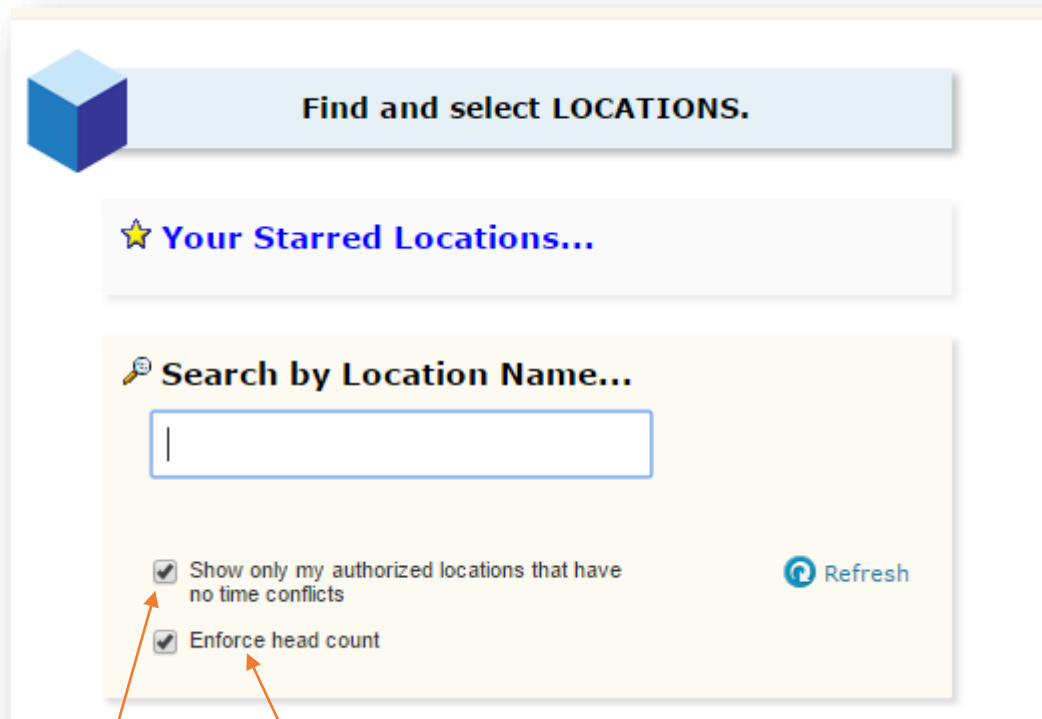 Find and select LOCATIONS.
Your Starred Locations...
Search by Location Name...
Show only my authorized locations that have
no time conflicts
Refresh
Enforce head count